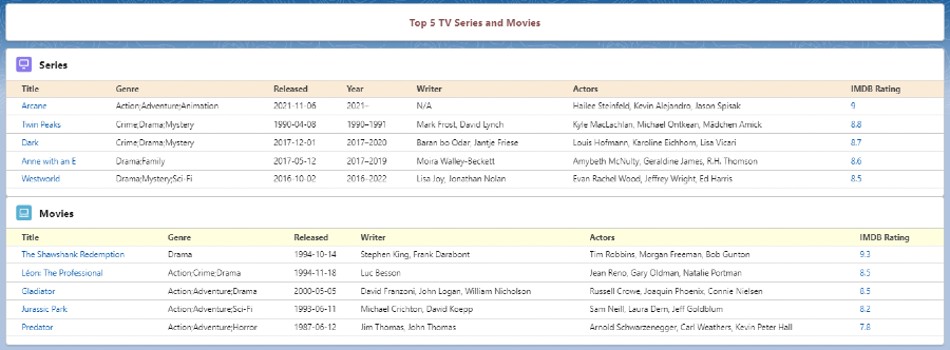 Top 5 TV Series and Movies
Series
Title Genre Released Year Writer Actors IMDB Rating
Arcane Action;Adventure;Animation 2021-11-06 2021– N/A Hailee Steinfeld, Kevin Alejandro, Jason Spisak 9
Twin Peaks Crime;Drama;Mystery 1990-04-08 1990–1991 Mark Frost, David Lynch Kyle MacLachlan, Michael Ontkean, Mädchen Amick 8.8
Dark Crime;Drama;Mystery 2017-12-01 2017–2020 Baran bo Odar, Jantje Friese Louis Hofmann, Karoline Eichhorn, Lisa Vicari 8.7
Anne with an E Drama;Family 2017-05-12 2017–2019 Moira Walley-Beckett Amybeth McNulty, Geraldine James, R.H. Thomson 8.6
Westworld Drama;Mystery;Sci-Fi 2016-10-02 2016–2022 Lisa Joy, Jonathan Nolan Evan Rachel Wood, Jeffrey Wright, Ed Harris 8.5
Movies
Title Genre Released Writer Actors IMDB Rating
The Shawshank Redemption Drama 1994-10-14 Stephen King, Frank Darabont Tim Robbins, Morgan Freeman, Bob Gunton 9.3
Léon: The Professional Action;Crime;Drama 1994-11-18 Luc Besson Jean Reno, Gary Oldman, Natalie Portman 8.5
Gladiator Action;Adventure;Drama 2000-05-05 David Franzoni, John Logan, William Nicholson Russell Crowe, Joaquin Phoenix, Connie Nielsen 8.5
Jurassic Park Action;Adventure;Sci-Fi 1993-06-11 Michael Crichton, David Koepp Sam Neill, Laura Dern, Jeff Goldblum 8.2
Predator Action;Adventure;Horror 1987-06-12 Jim Thomas, John Thomas Arnold Schwarzenegger, Carl Weathers, Kevin Peter Hall 7.8